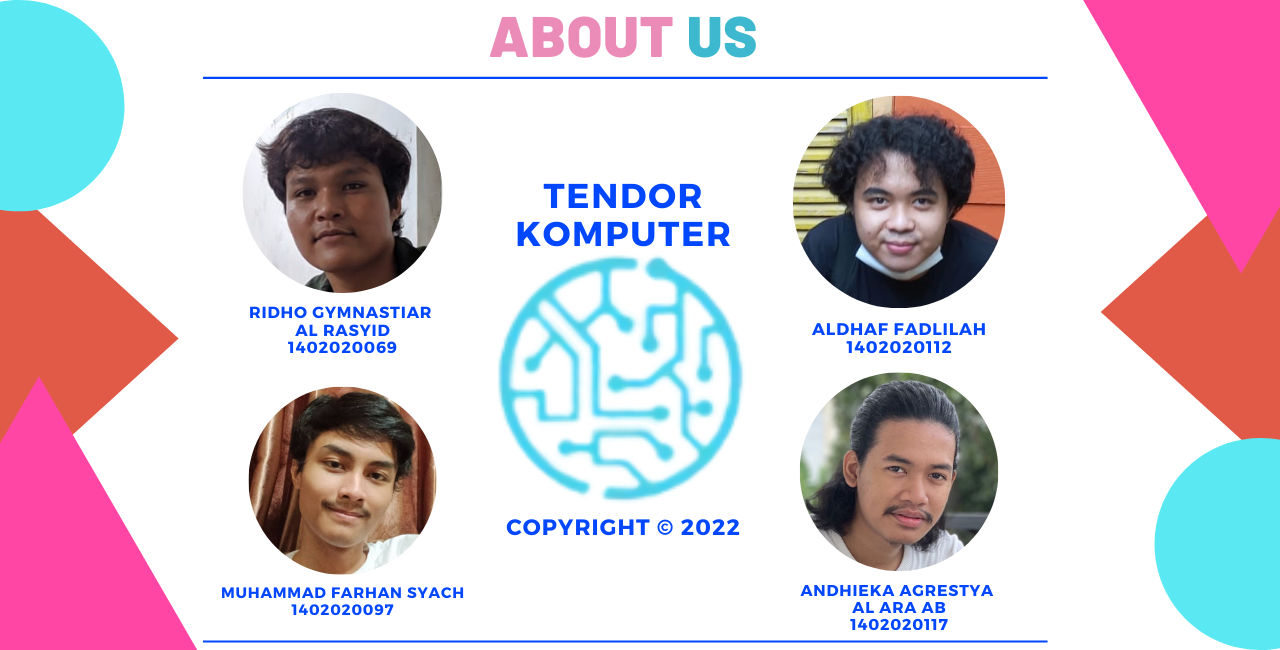 ABOUT US
TENDOR
KOMPUTER
RIDHO GYMNASTIAR
AL RASYID
1402020069
ALDHAF FADLILAH
1402020112
MUHAMMAD FARHAN SYACH
1402020097
COPYRIGHT © 2022
ANDHIEKA AGRESTYA
AL ARA AB
1402020117